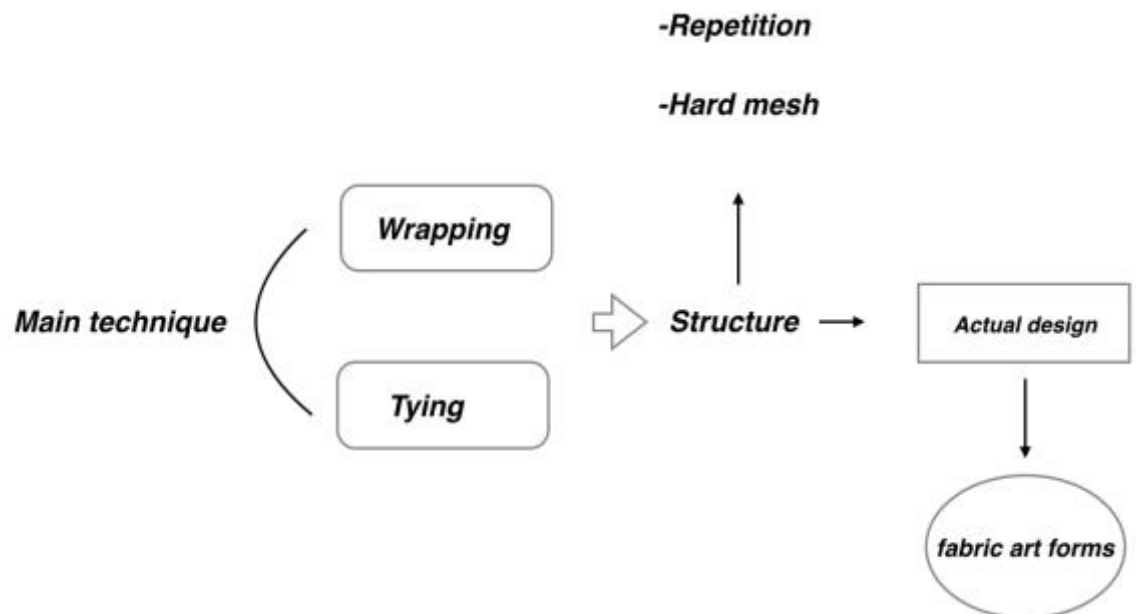 -Repetition
-Hard mesh
Wrapping
Main technique
Structure
Actual design
Tying
fabric art forms